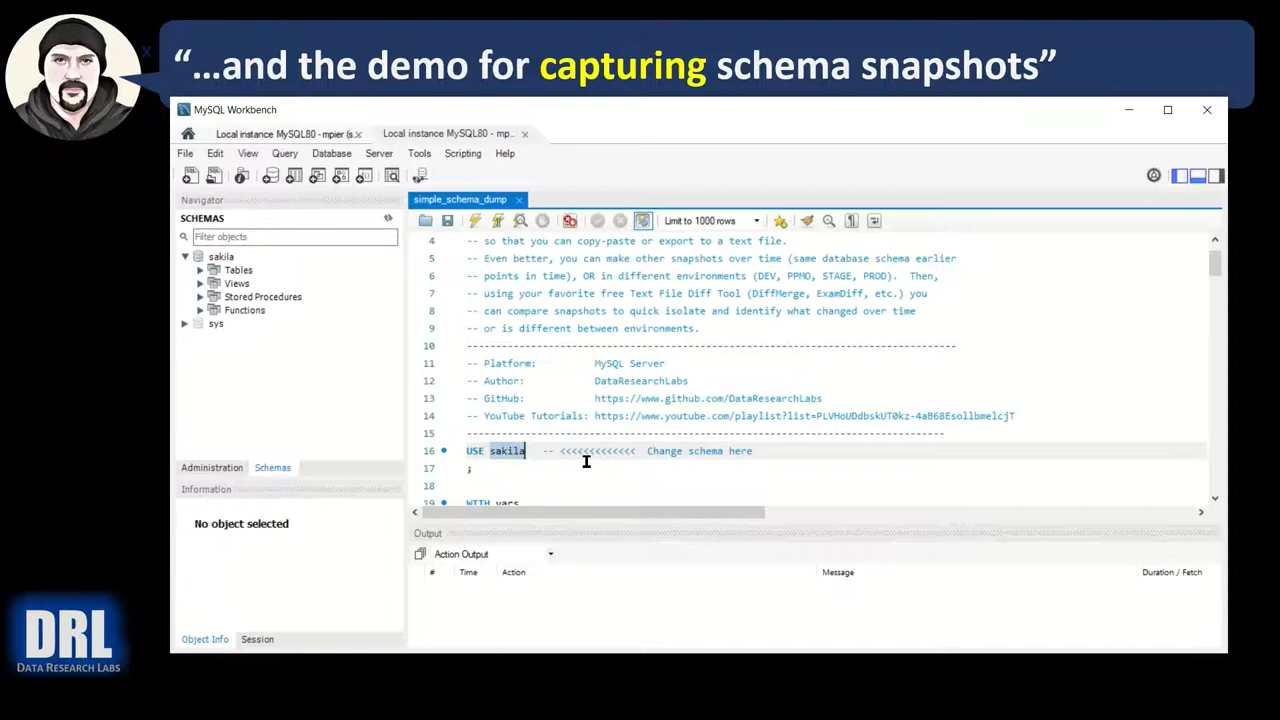 “…and the demo for capturing schema snapshots”
x
MySQL Workbench
Local instance MySQL80 - mpier (s... x
Local instance MySQL80 - mp... x
File Edit View Query Database Server Tools Scripting Help
Navigator
SCHEMAS
Filter objects
sakila
Tables
Views
Stored Procedures
Functions
sys
Administration Schemas
Information
No object selected
Object Info Session
simple_schema_dump x
Limit to 1000 rows
4 -- so that you can copy-paste or export to a text file.
5 -- Even better, you can make other snapshots over time (same database schema earlier
6 -- points in time), OR in different environments (DEV, PPMO, STAGE, PROD). Then,
7 -- using your favorite free Text File Diff Tool (DiffMerge, ExamDiff, etc.) you
8 -- can compare snapshots to quick isolate and identify what changed over time
9 -- or is different between environments.
10 ---------------------------------------------------------------------------------
11 -- Platform: MySQL Server
12 -- Author: DataResearchLabs
13 -- GitHub: https://www.github.com/DataResearchLabs
14 -- YouTube Tutorials: https://www.youtube.com/playlist?list=PLVHoUDdbskUT0kz-4aB68EsollbmelcjT
15 ---------------------------------------------------------------------------------
16 USE sakila -- <<<<<<<<<<<<< Change schema here
17 ;
18
19 WITH vars
Output
Action Output
# Time Action Message Duration / Fetch
DRL
DATA RESEARCH LABS